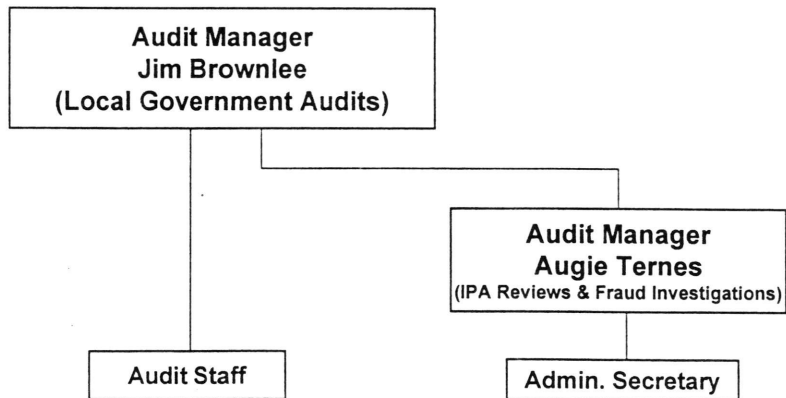 Audit Manager
Jim Brownlee
(Local Government Audits)
Audit Manager
Augie Ternes
(IPA Reviews & Fraud Investigations)
Audit Staff
Admin. Secretary